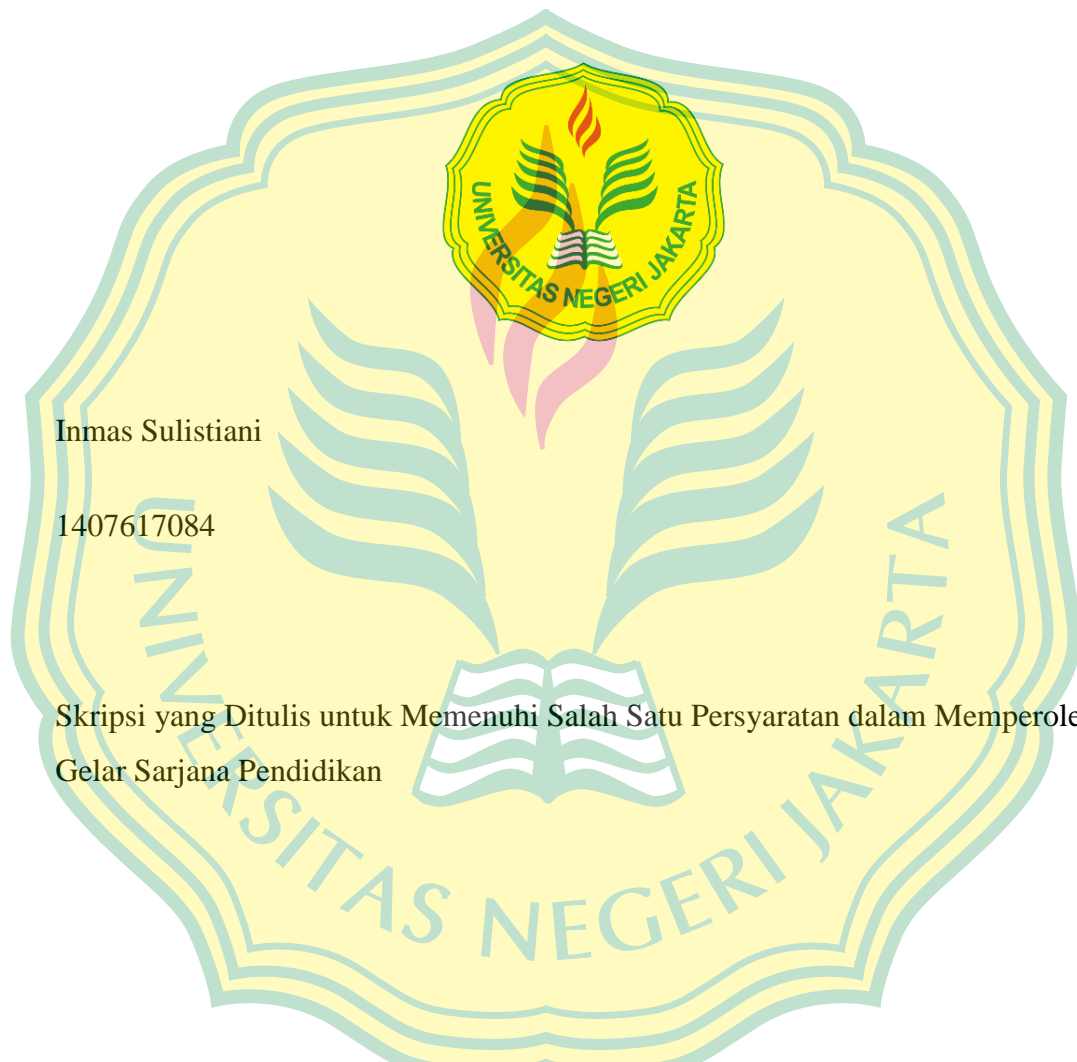 UNIVERSITAS NEGERI JAKARTA
Inmas Sulistiani
1407617084
Skripsi yang Ditulis untuk Memenuhi Salah Satu Persyaratan dalam Memperole
Gelar Sarjana Pendidikan
UNIVERSITAS NEGERI JAKARTA